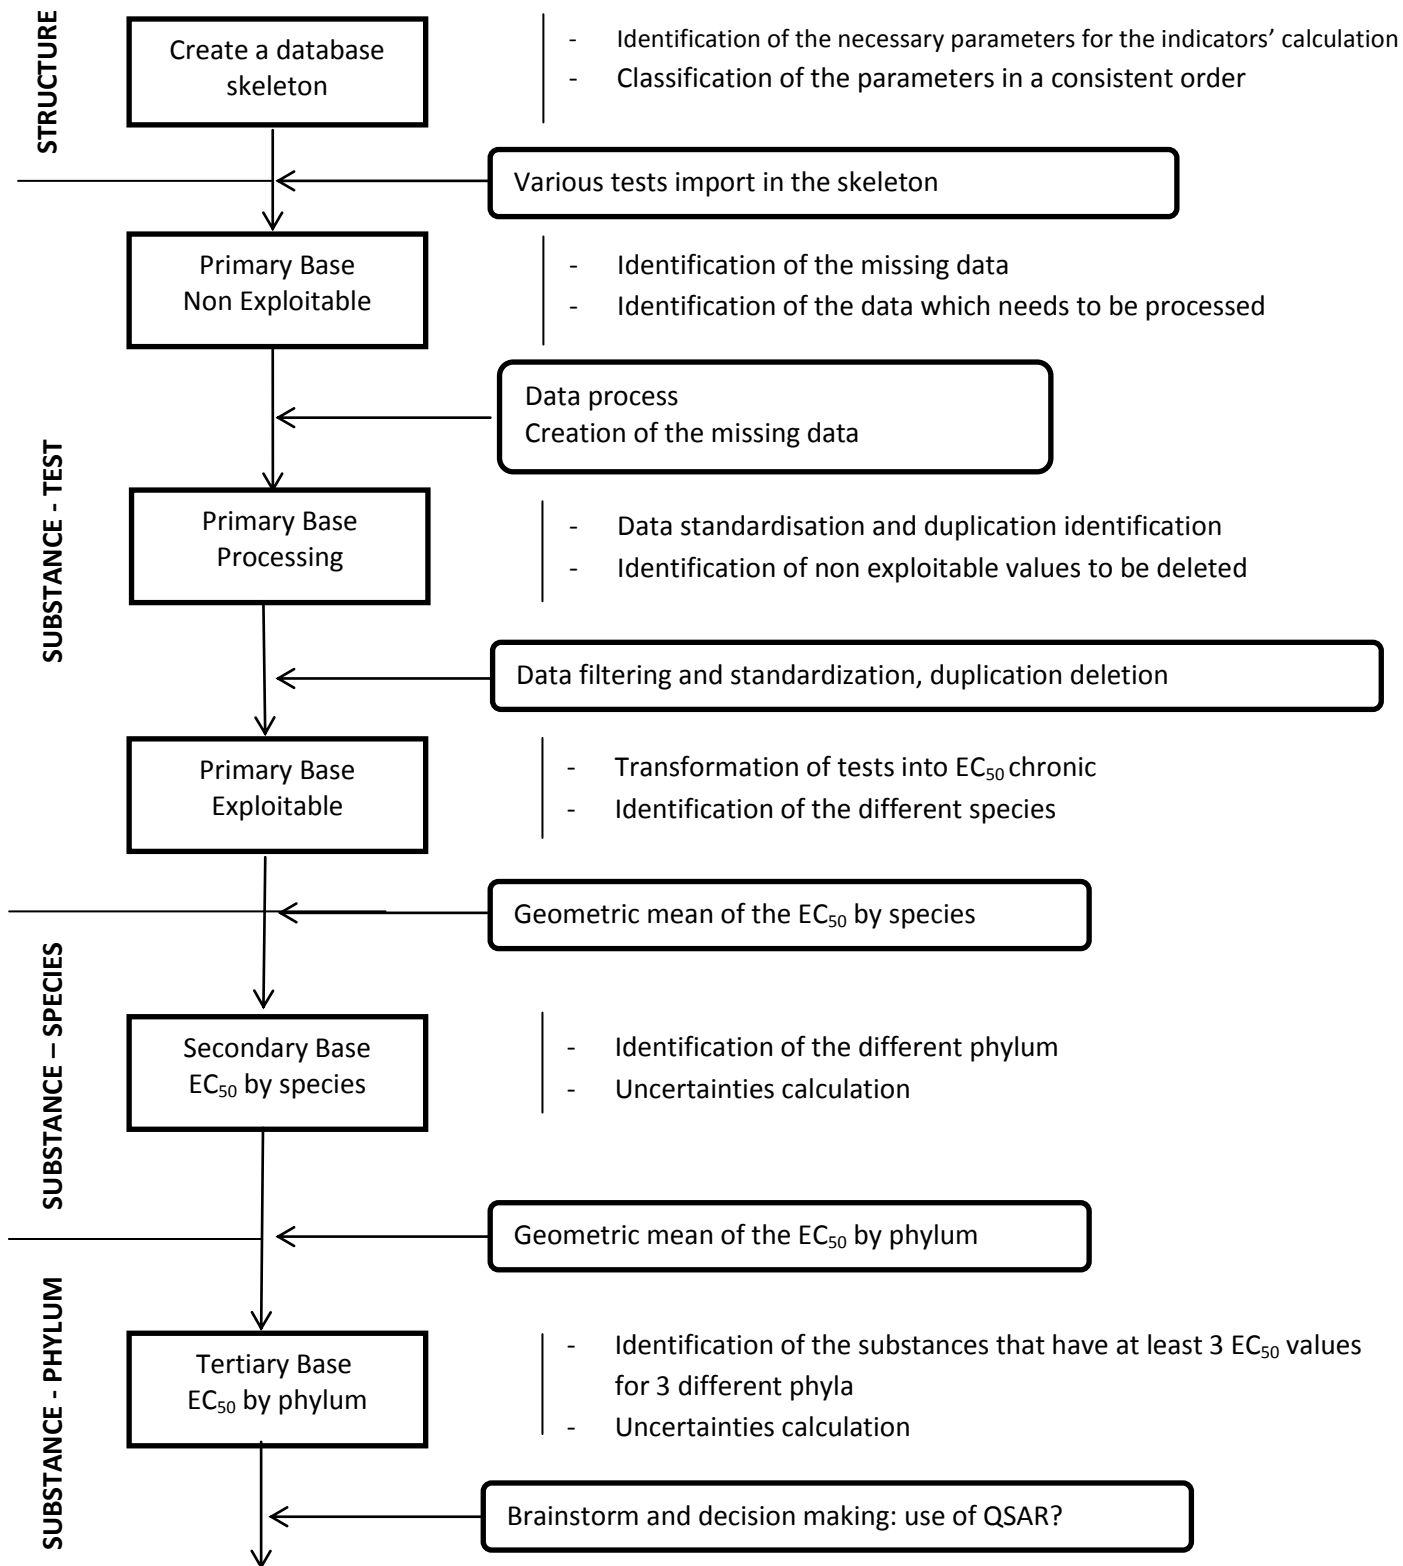 STRUCTURE
Create a database
skeleton
- Identification of the necessary parameters for the indicators’ calculation
- Classification of the parameters in a consistent order
Various tests import in the skeleton
SUBSTANCE - TEST
Primary Base
Non Exploitable
- Identification of the missing data
- Identification of the data which needs to be processed
Data process
Creation of the missing data
Primary Base
Processing
- Data standardisation and duplication identification
- Identification of non exploitable values to be deleted
Data filtering and standardization, duplication deletion
Primary Base
Exploitable
- Transformation of tests into EC50 chronic
- Identification of the different species
Geometric mean of the EC50 by species
SUBSTANCE – SPECIES
Secondary Base
EC50 by species
- Identification of the different phylum
- Uncertainties calculation
Geometric mean of the EC50 by phylum
SUBSTANCE - PHYLUM
Tertiary Base
EC50 by phylum
- Identification of the substances that have at least 3 EC50 values
for 3 different phyla
- Uncertainties calculation
Brainstorm and decision making: use of QSAR?